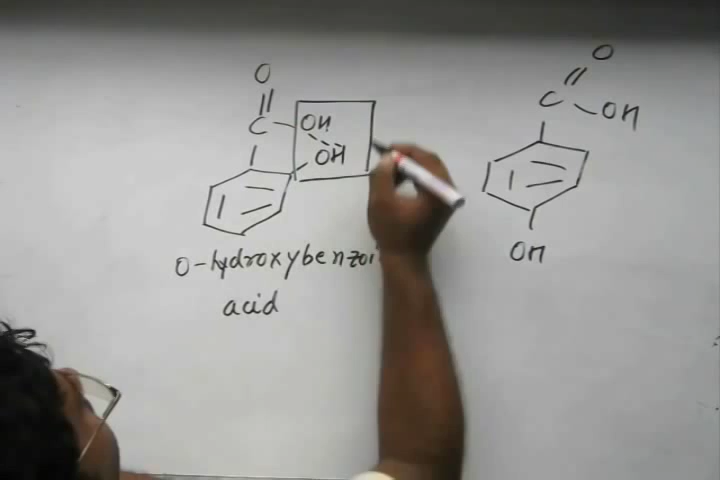 O
C OH
OH
O-hydroxybenzoi
acid
O
C OH
OH